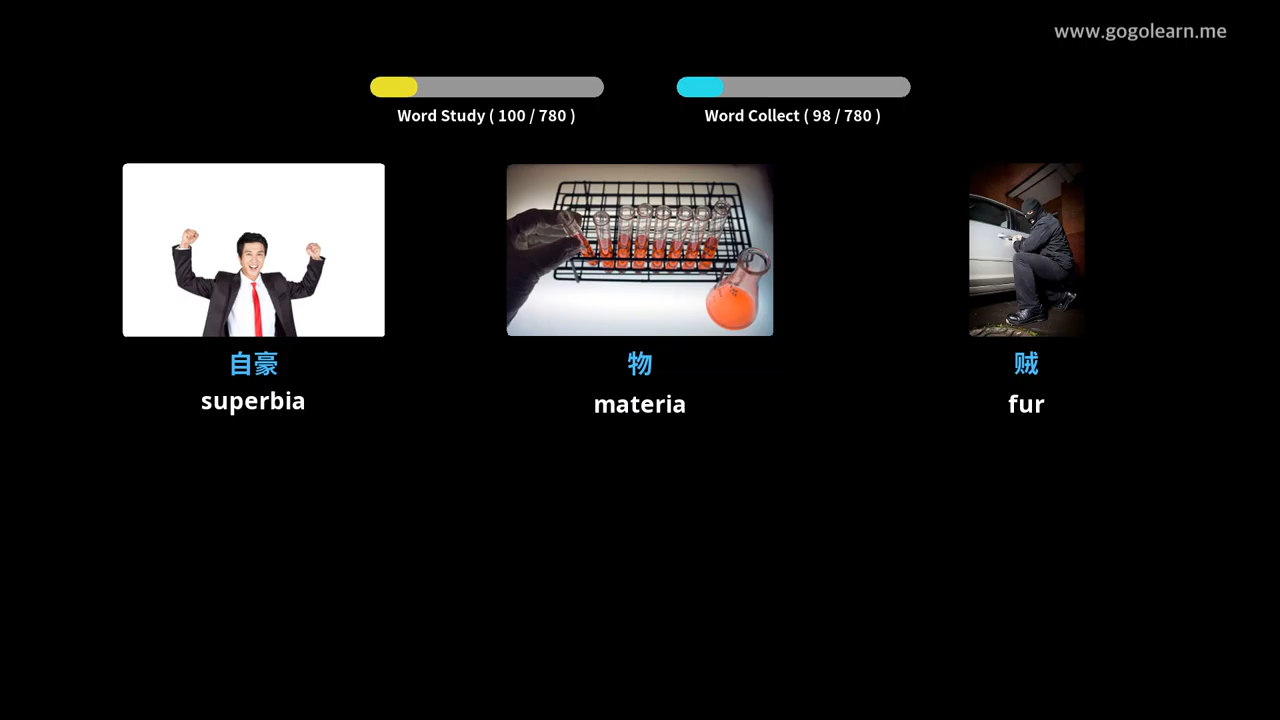 www.gogolearn.me
Word Study ( 100 / 780 )
Word Collect ( 98 / 780 )
自豪
物
贼
superbia
materia
fur